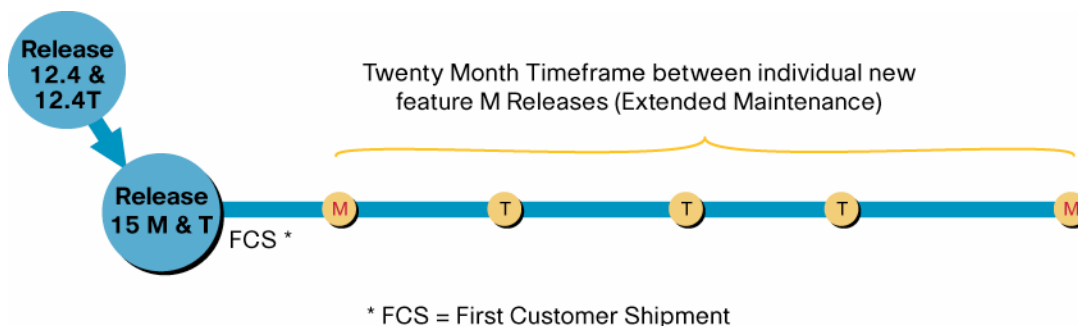 Release
12.4 &
12.4T
Twenty Month Timeframe between individual new
feature M Releases (Extended Maintenance)
Release
15 M & T
FCS *
M
T
T
T
M
* FCS = First Customer Shipment